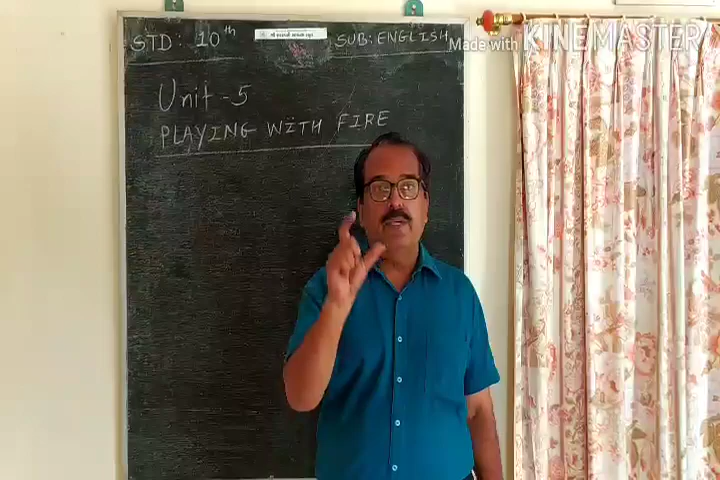 STD: 10th
SUB: ENGLISH
Made with KINEMASTER
Unit - 5
PLAYING WITH FIRE